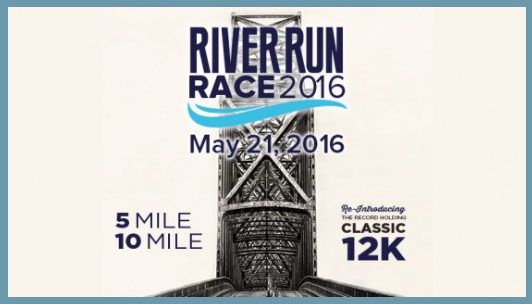 RIVER RUN
RACE 2016
May 21, 2016
5 MILE
10 MILE
Re-Introducing
THE RECORD HOLDING
CLASSIC
12K